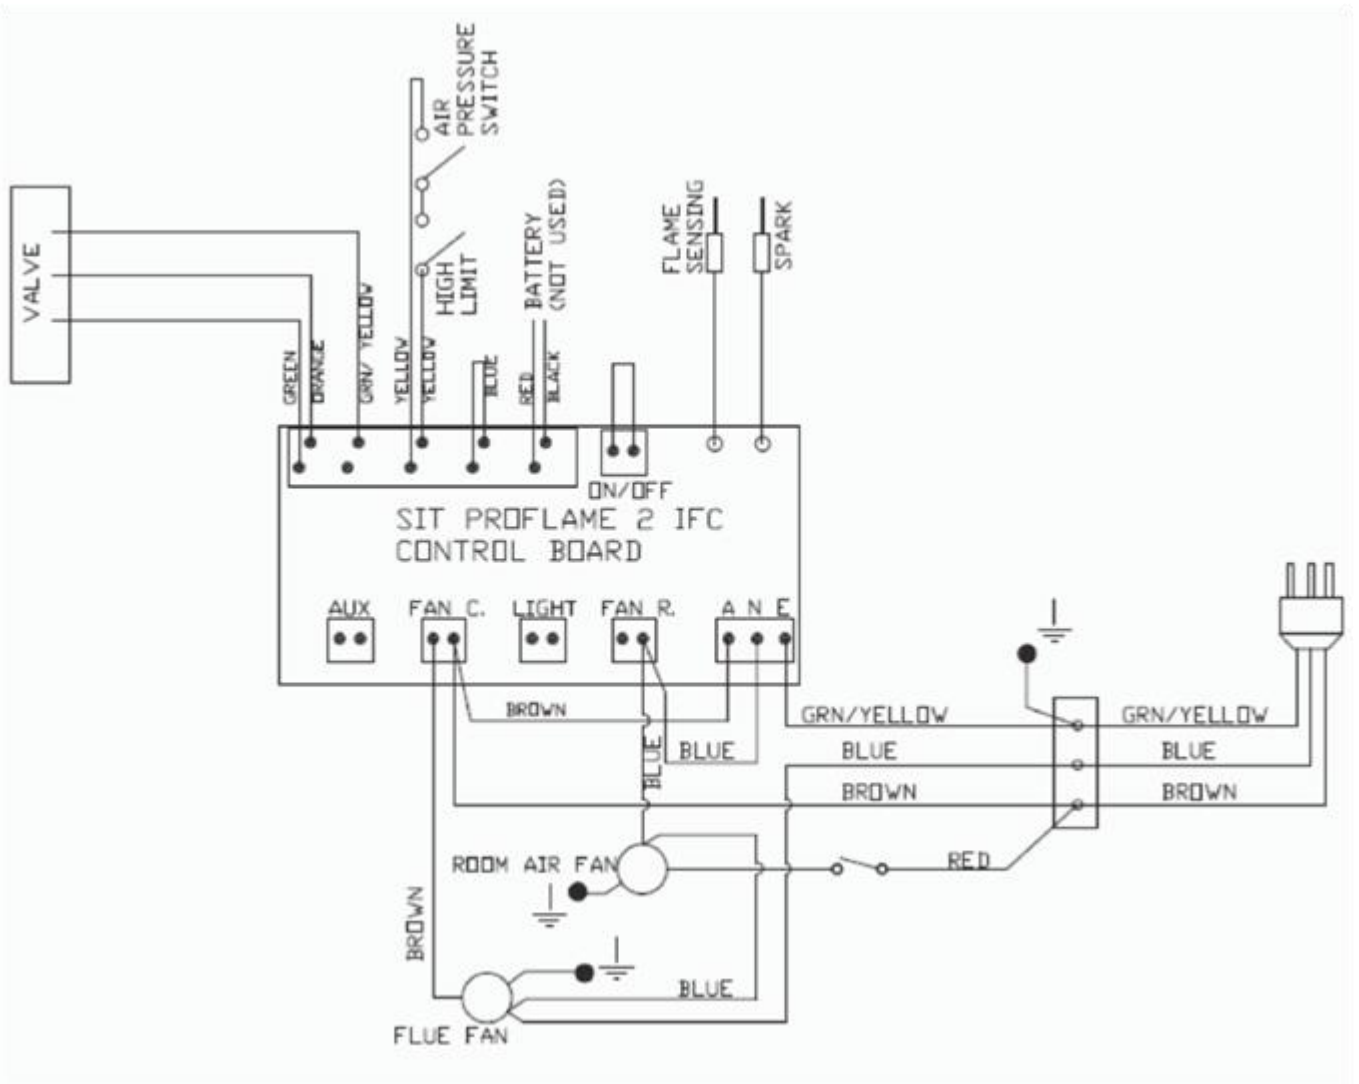 AIR
PRESSURE
SWITCH
VALVE
HIGH
LIMIT
BATTERY
(NOT USED)
FLAME
SENSING
SPARK
GREEN
ORANGE
GRN/ YELLOW
YELLOW
YELLOW
BLUE
RED
BLACK
ON/OFF
SIT PROFLAME 2 IFC
CONTROL BOARD
AUX
FAN C.
LIGHT
FAN R.
A N E
BROWN
GRN/YELLOW
GRN/YELLOW
BLUE
BLUE
BLUE
BLUE
BROWN
BROWN
ROOM AIR FAN
RED
BROWN
BLUE
FLUE FAN